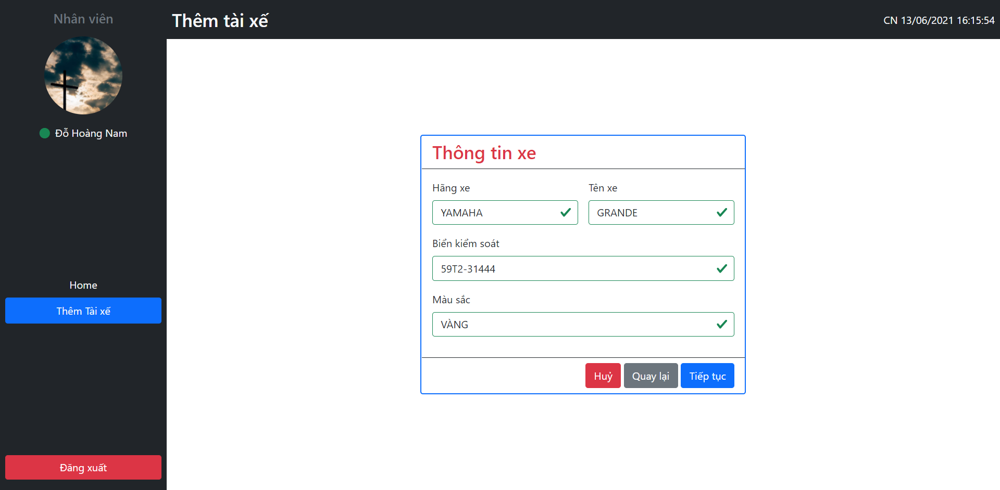 Nhân viên
Đỗ Hoàng Nam
Home
Thêm Tài xế
Đăng xuất
Thêm tài xế
CN 13/06/2021 16:15:54
Thông tin xe
Hãng xe
Tên xe
YAMAHA
GRANDE
Biển kiểm soát
59T2-31444
Màu sắc
VÀNG
Huỷ
Quay lại
Tiếp tục